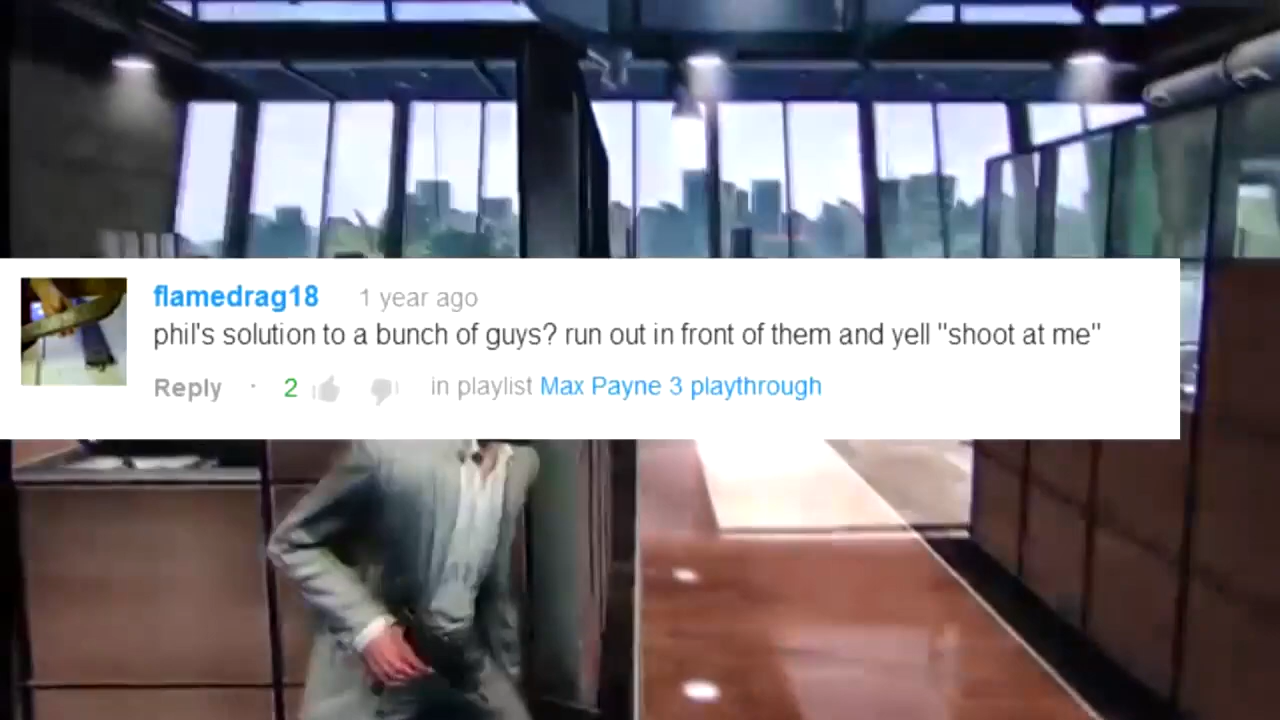 flamedrag18 1 year ago
phil's solution to a bunch of guys? run out in front of them and yell "shoot at me"
Reply · 2 in playlist Max Payne 3 playthrough